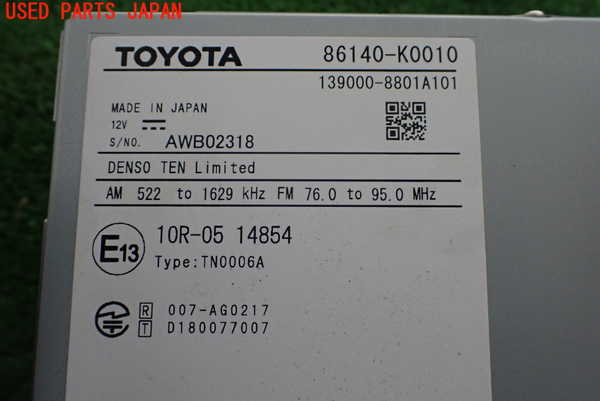 USED PARTS JAPAN
TOYOTA 86140-K0010
139000-8801A101
MADE IN JAPAN
12V
S/NO. AWB02318
DENSO TEN Limited
AM 522 to 1629 kHz FM 76.0 to 95.0 MHz
E13 10R-05 14854
Type:TN0006A
R 007-AG0217
T D180077007